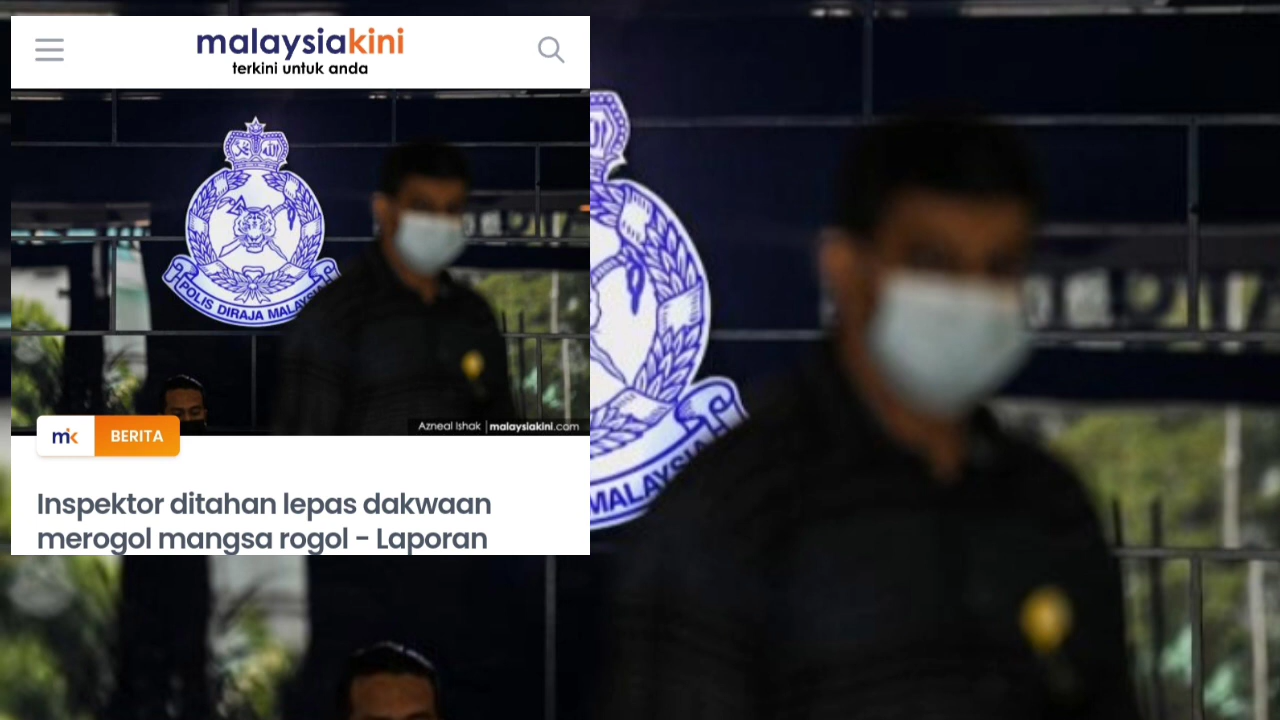 malaysiakini
terkini untuk anda
POLIS DIRAJA MALAYSIA
MALAYSIA
Azneal Ishak | malaysiakini.com
mk BERITA
Inspektor ditahan lepas dakwaan
merogol mangsa rogol - Laporan